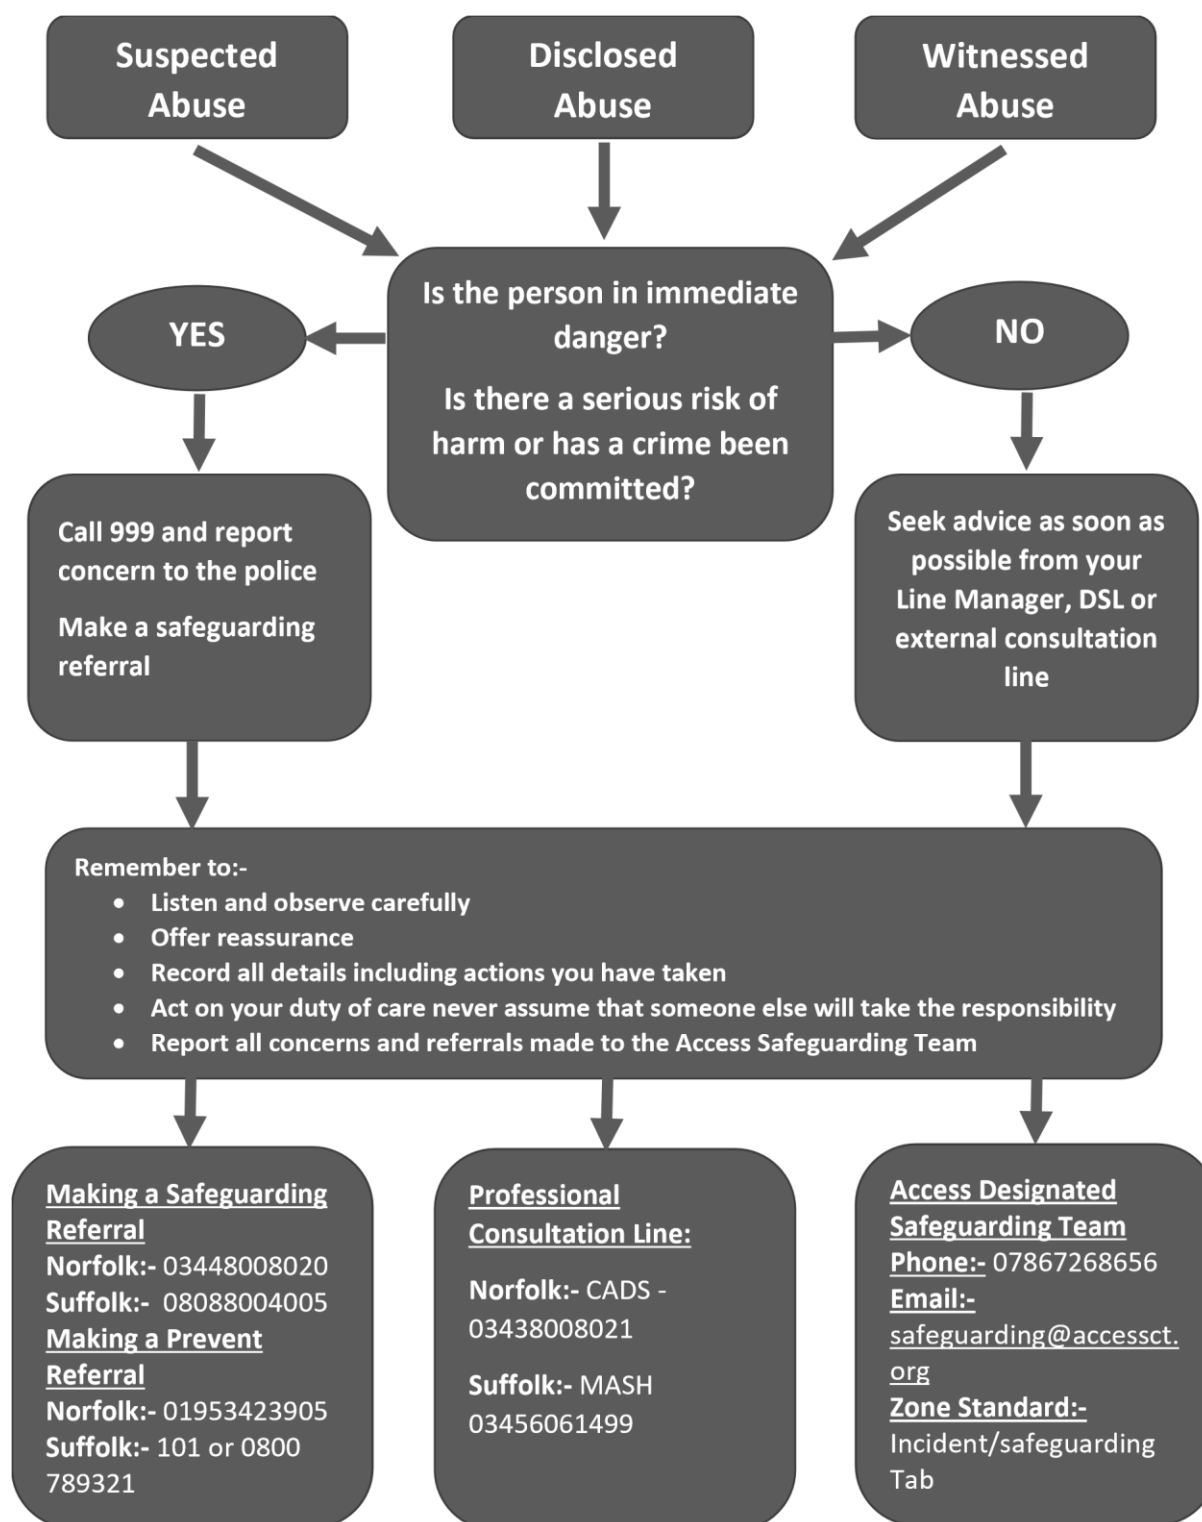 Suspected
Abuse
Disclosed
Abuse
Witnessed
Abuse
Is the person in immediate
danger?
Is there a serious risk of
harm or has a crime been
committed?
YES
NO
Call 999 and report
concern to the police
Make a safeguarding
referral
Seek advice as soon as
possible from your
Line Manager, DSL or
external consultation
line
Remember to:-
• Listen and observe carefully
• Offer reassurance
• Record all details including actions you have taken
• Act on your duty of care never assume that someone else will take the responsibility
• Report all concerns and referrals made to the Access Safeguarding Team
Making a Safeguarding
Referral
Norfolk:- 03448008020
Suffolk:- 08088004005
Making a Prevent
Referral
Norfolk:- 01953423905
Suffolk:- 101 or 0800
789321
Professional
Consultation Line:
Norfolk:- CADS -
03438008021
Suffolk:- MASH
03456061499
Access Designated
Safeguarding Team
Phone:- 07867268656
Email:-
safeguarding@accessct.
org
Zone Standard:-
Incident/safeguarding
Tab